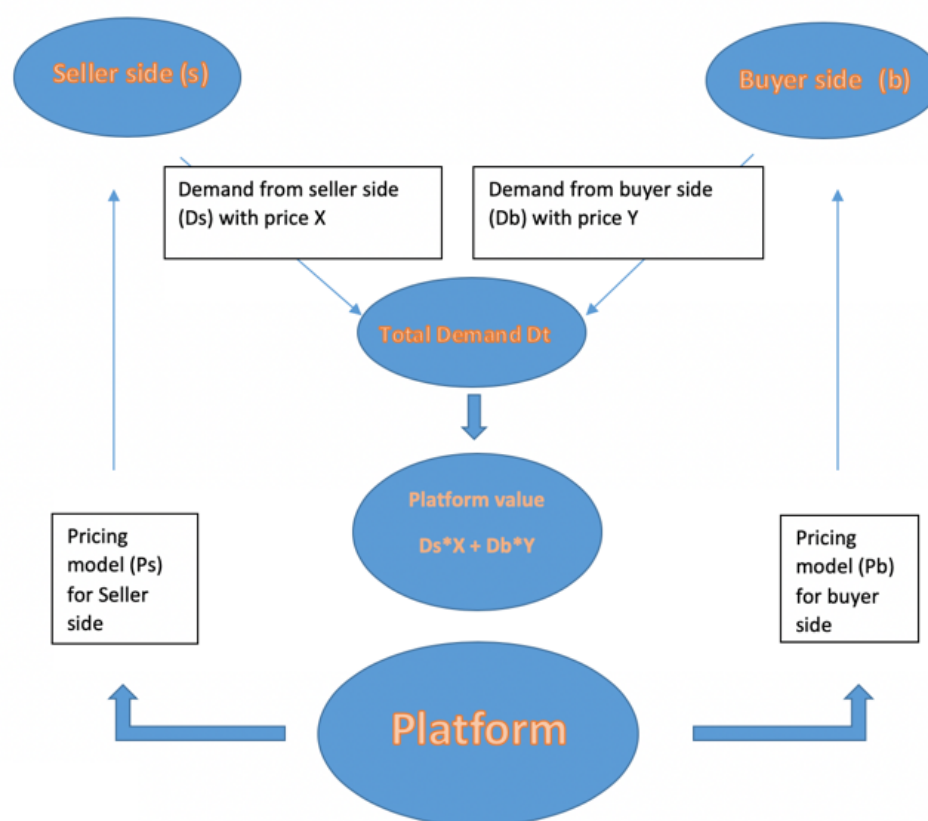 Seller side (s)
Buyer side (b)
Demand from seller side
(Ds) with price X
Demand from buyer side
(Db) with price Y
Total Demand Dt
Platform value
Ds*X + Db*Y
Pricing
model (Ps)
for Seller
side
Pricing
model (Pb)
for buyer
side
Platform